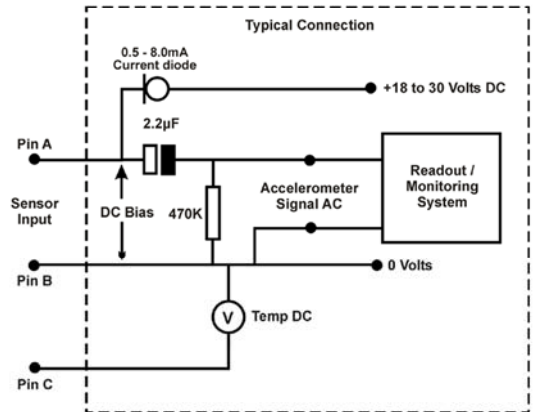 Typical Connection
0.5 - 8.0mA
Current diode
+18 to 30 Volts DC
2.2µF
Pin A
Readout /
Monitoring
System
Accelerometer
Signal AC
Sensor
Input
DC Bias
470K
Pin B
0 Volts
V
Temp DC
Pin C